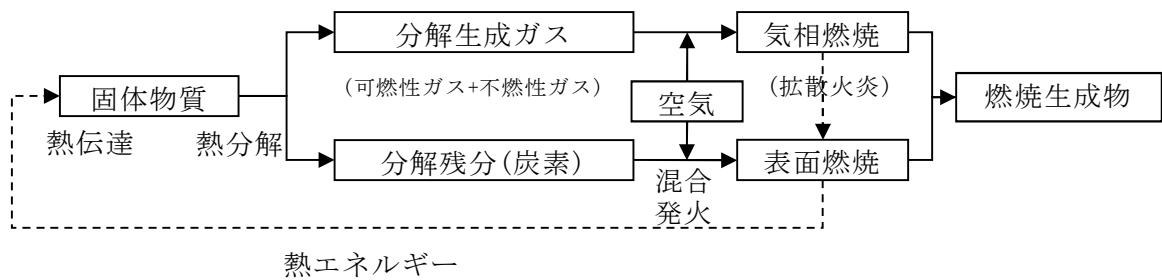 分解生成ガス
気相燃焼
(可燃性ガス+不燃性ガス)
(拡散火炎)
固体物質
空気
燃焼生成物
熱伝達
熱分解
分解残分(炭素)
表面燃焼
混合
発火
熱エネルギー